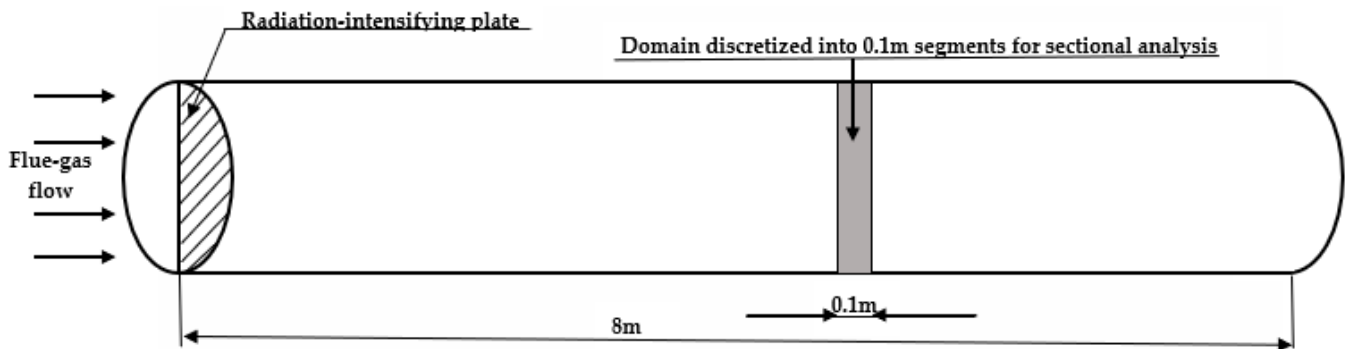 Radiation-intensifying plate
Domain discretized into 0.1m segments for sectional analysis
Flue-gas
flow
0.1m
8m